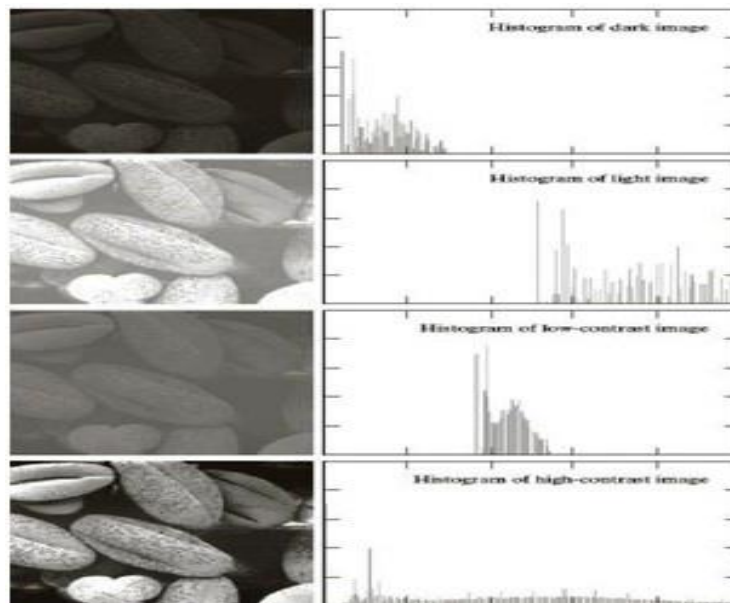 Histogram of dark image
Histogram of light image
Histogram of low-contrast image
Histogram of high-contrast image